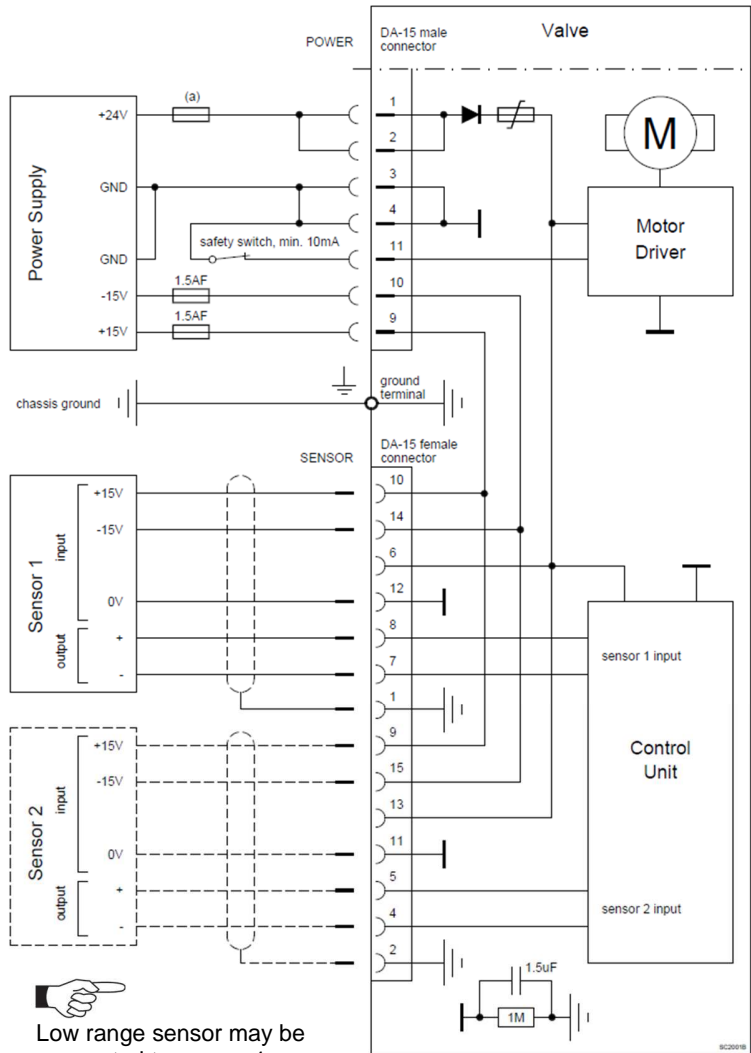 POWER
DA-15 male
connector
Valve
Power Supply
+24V
(a)
1
2
M
GND
3
4
Motor
Driver
safety switch, min. 10mA
11
GND
1.5AF
10
-15V
1.5AF
9
+15V
chassis ground
ground
terminal
SENSOR
DA-15 female
connector
Sensor 1
input
+15V
10
-15V
14
6
0V
12
output
+
8
sensor 1 input
-
7
1
Sensor 2
input
+15V
9
-15V
15
Control
Unit
13
0V
11
output
+
5
sensor 2 input
-
4
2
1.5uF
1M
Low range sensor may be
SC2001B